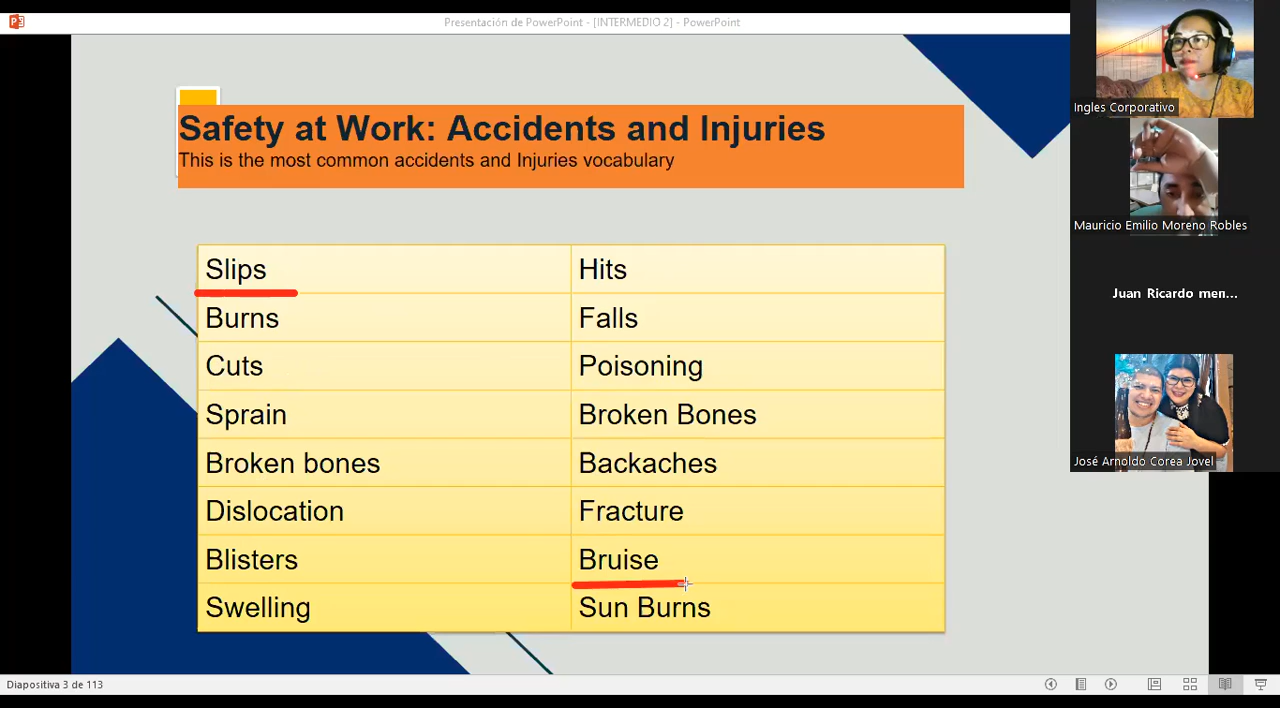 Presentación de PowerPoint - [INTERMEDIO 2] - PowerPoint
Safety at Work: Accidents and Injuries
This is the most common accidents and Injuries vocabulary
Slips Hits
Burns Falls
Cuts Poisoning
Sprain Broken Bones
Broken bones Backaches
Dislocation Fracture
Blisters Bruise
Swelling Sun Burns
Ingles Corporativo
Mauricio Emilio Moreno Robles
Juan Ricardo men...
José Arnoldo Corea Jovel
Diapositiva 3 de 113